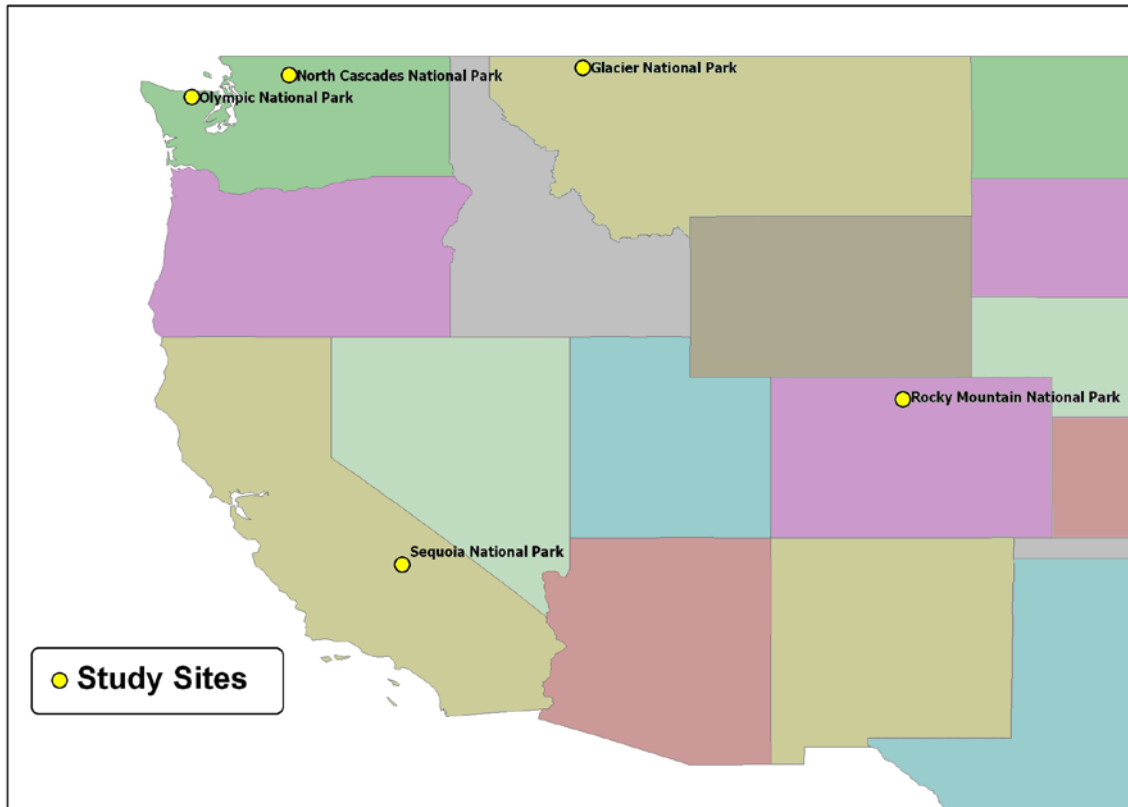 Glacier National Park
North Cascades National Park
Olympic National Park
Rocky Mountain National Park
Sequoia National Park
Study Sites